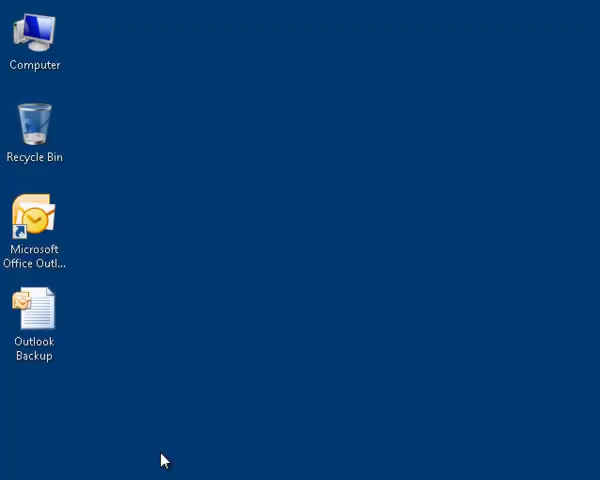 Computer
Recycle Bin
Microsoft
Office Outl...
Outlook
Backup